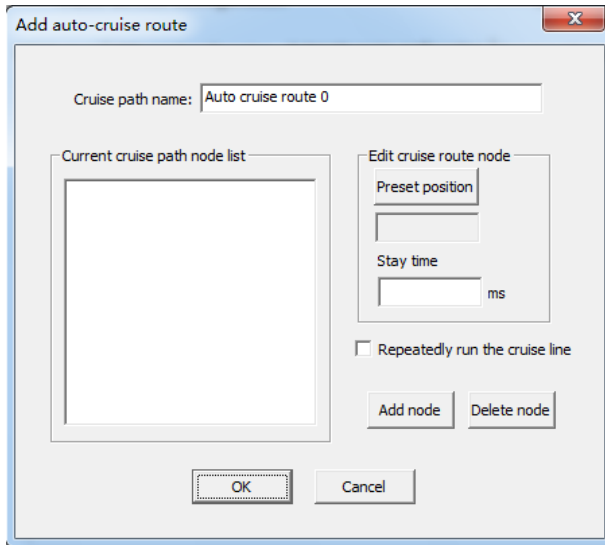 Add auto-cruise route
Cruise path name: Auto cruise route 0
Current cruise path node list
Edit cruise route node
Preset position
Stay time
ms
Repeatedly run the cruise line
Add node Delete node
OK Cancel